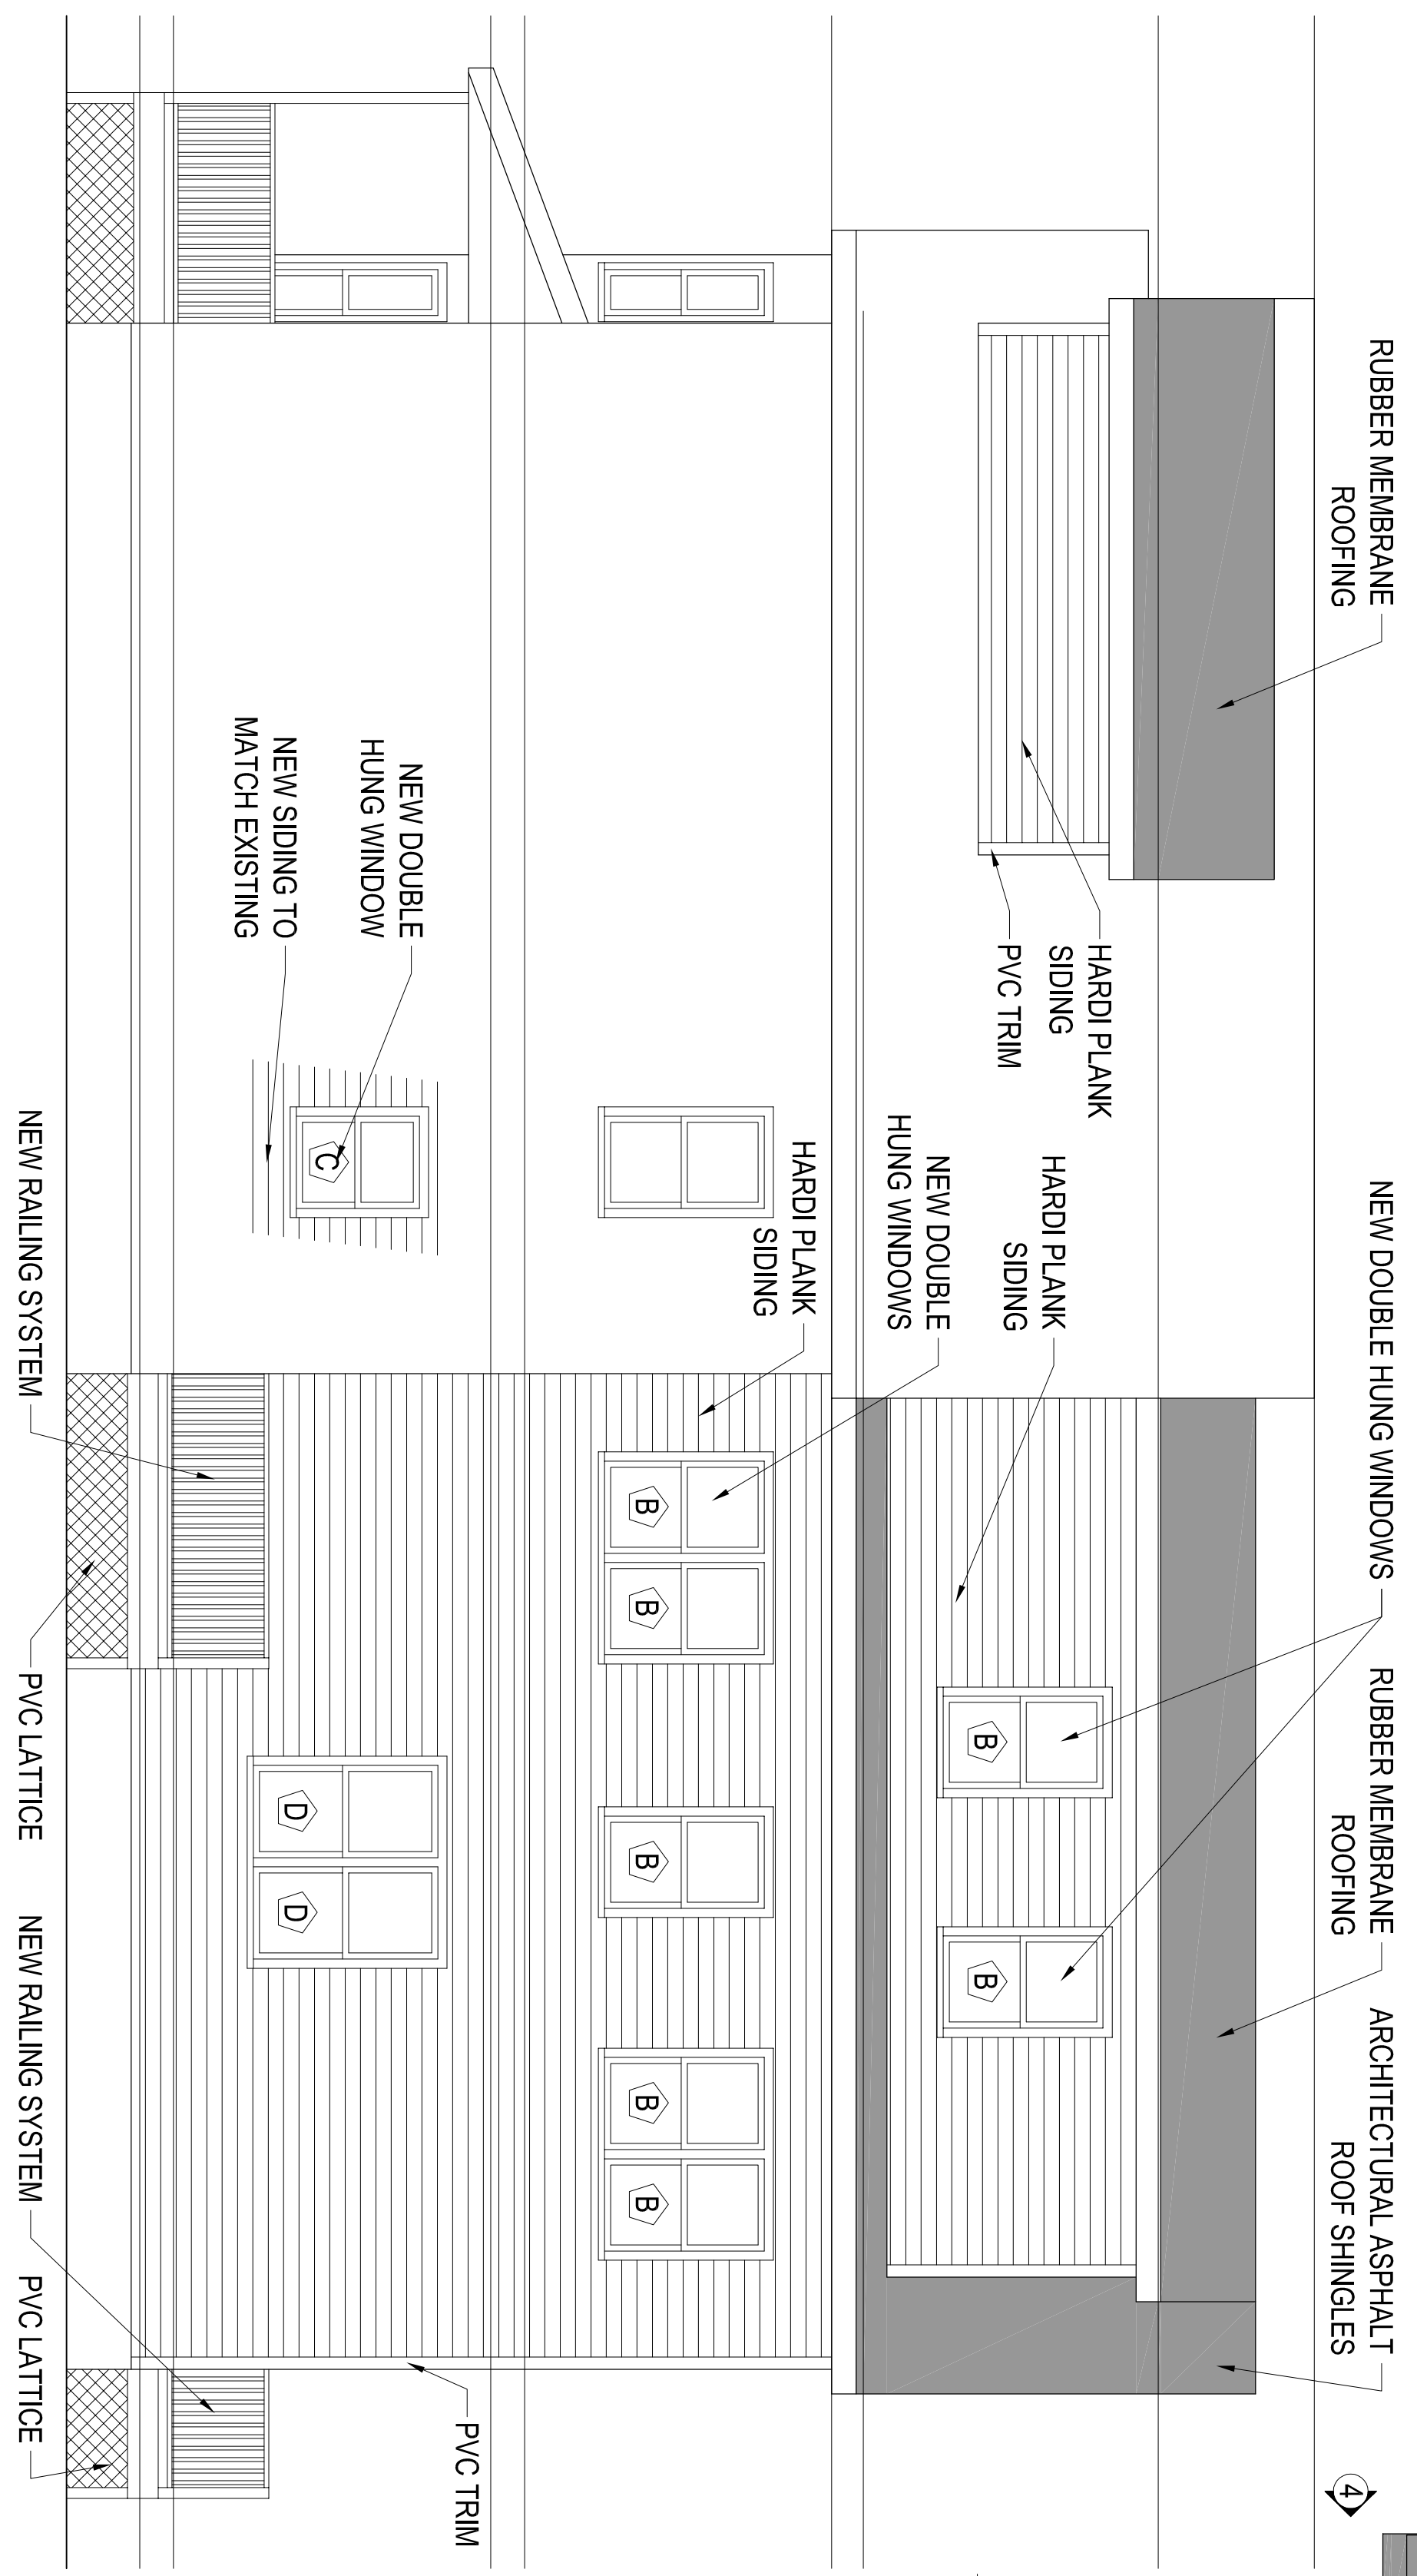 RUBBER MEMBRANE
ROOFING
NEW DOUBLE HUNG WINDOWS
RUBBER MEMBRANE
ROOFING
ARCHITECTURAL ASPHALT
ROOF SHINGLES
4
HARDI PLANK
SIDING
PVC TRIM
HARDI PLANK
SIDING
NEW DOUBLE
HUNG WINDOWS
HARDI PLANK
SIDING
B
B
B
B
B
B
B
NEW DOUBLE
HUNG WINDOW
NEW SIDING TO
MATCH EXISTING
C
D
D
PVC TRIM
NEW RAILING SYSTEM
PVC LATTICE
NEW RAILING SYSTEM
PVC LATTICE